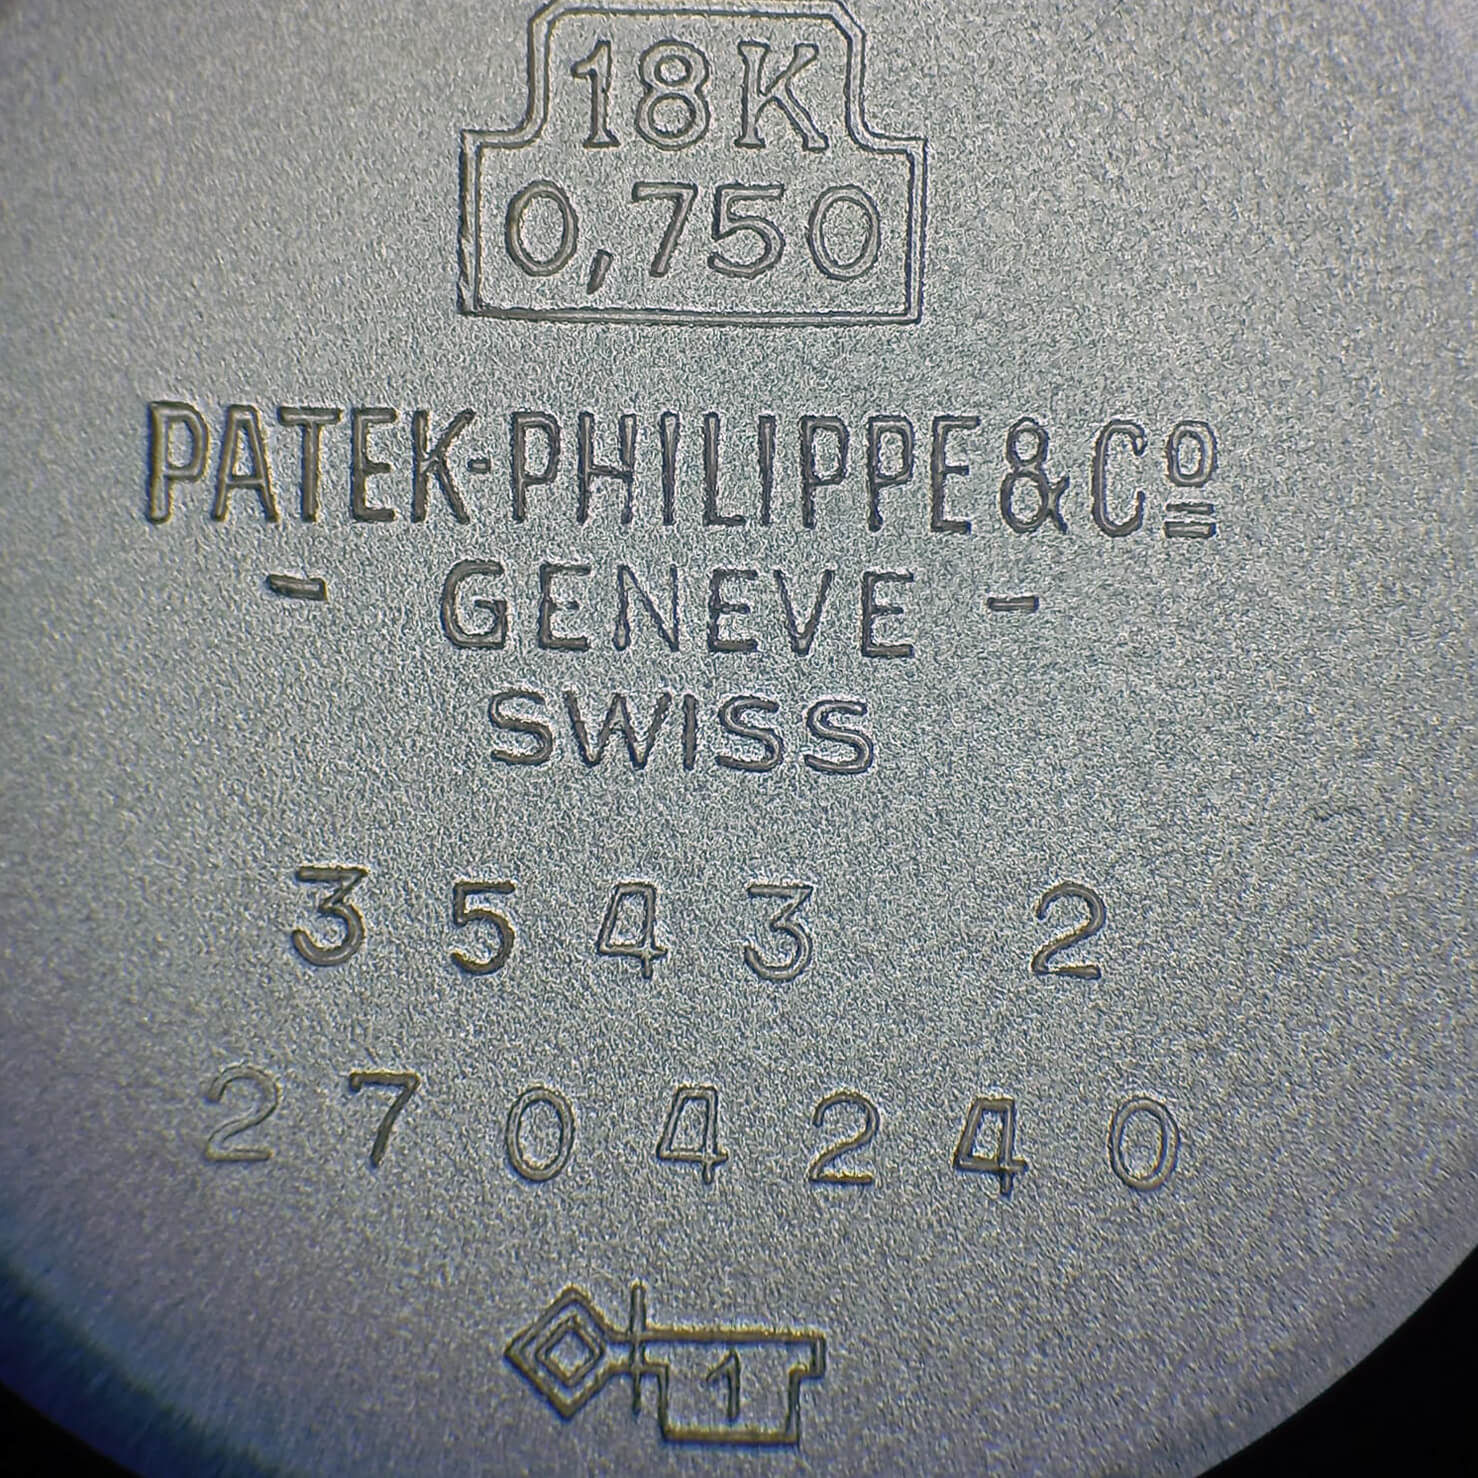 18K
0,750
PATEK-PHILIPPE & Cº
- GENEVE -
SWISS
3543 2
2704240
1